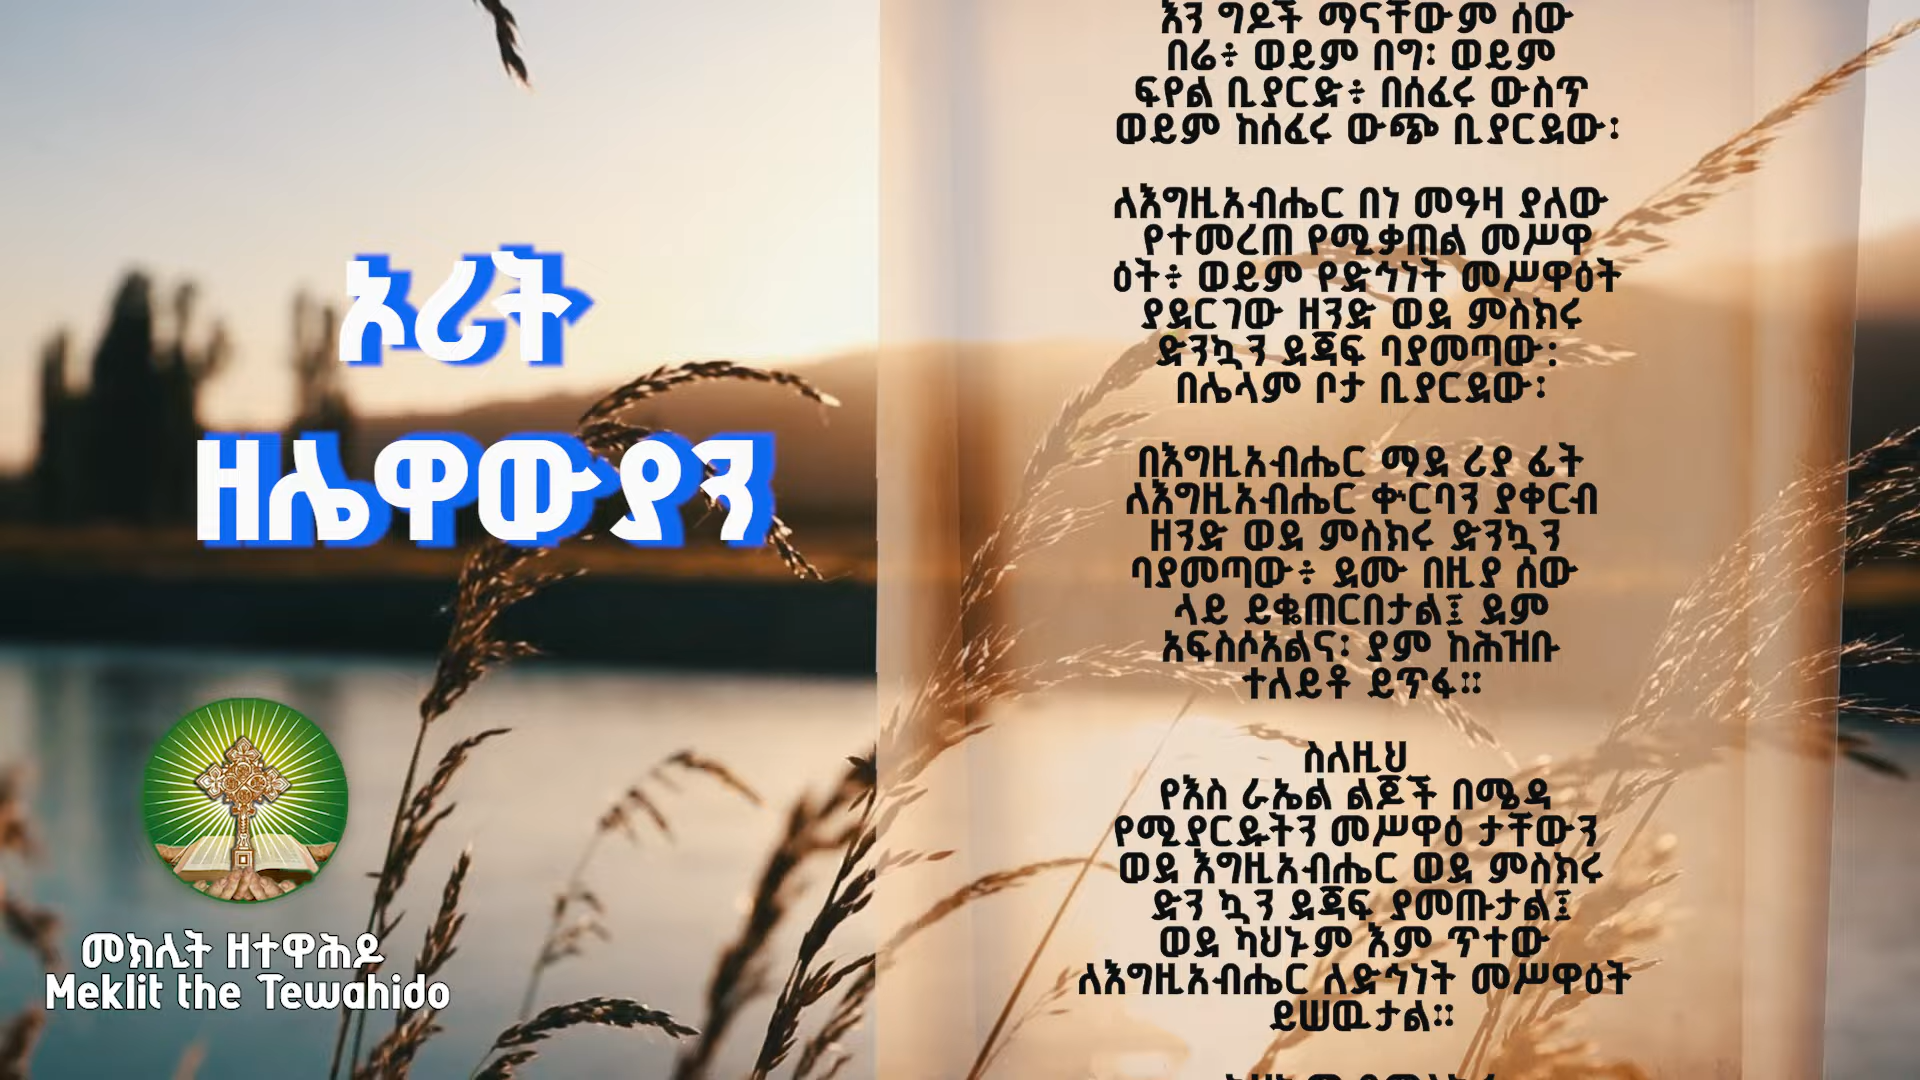 ኦሪት
ዘሌዋውያን
መክሊት ዘተዋሕዶ
Meklit the Tewahido
እን ግዶች ማናቸውም ሰው
በሬ፥ ወይም በግ፡ ወይም
ፍየል ቢያርድ፥ በሰፈሩ ውስጥ
ወይም ከሰፈሩ ውጭ ቢያርደው፤
ለእግዚአብሔር በነ መዓዛ ያለው
የተመረጠ የሚቃጠል መሥዋ
ዕት፥ ወይም የድኅነት መሥዋዕት
ያደርገው ዘንድ ወደ ምስክሩ
ድንኳን ደጃፍ ባያመጣው፡
በሌላም ቦታ ቢያርደው፤
በእግዚአብሔር ማደ ሪያ ፊት
ለእግዚአብሔር ቍርባን ያቀርብ
ዘንድ ወደ ምስክሩ ድንኳን
ባያመጣው፥ ደሙ በዚያ ሰው
ላይ ይቈጠርበታል፤ ደም
አፍስሶአልና፡ ያም ከሕዝቡ
ተለይቶ ይጥፋ።
ስለዚህ
የእስ ራኤል ልጆች በሜዳ
የሚያርዱትን መሥዋዕ ታቸውን
ወደ እግዚአብሔር ወደ ምስክሩ
ድን ኳን ደጃፍ ያመጡታል፤
ወደ ካህኑም እም ጥተው
ለእግዚአብሔር ለድኅነት መሥዋዕት
ይሠዉታል።